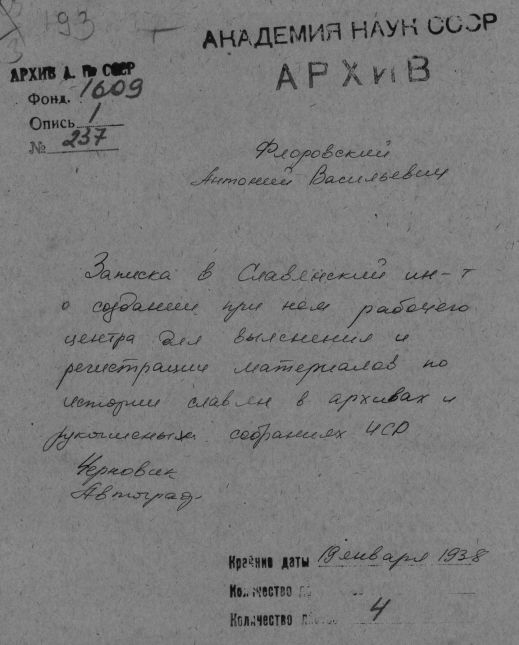 193
АКАДЕМИЯ НАУК СССР
АРХИВ
АРХИВ А. Н. СССР
Фонд. 1609
Опись 1
№ 237
Флоровский
Антоний Васильевич
Записка в Славянский ин-т
о создании при нем рабочего
центра для выяснения и
регистрации материалов по
истории славян в архивах и
рукописных собраниях ЧСР
Черновик
Автограф
Крайние даты 19 января 1938
Количество
Количество 4